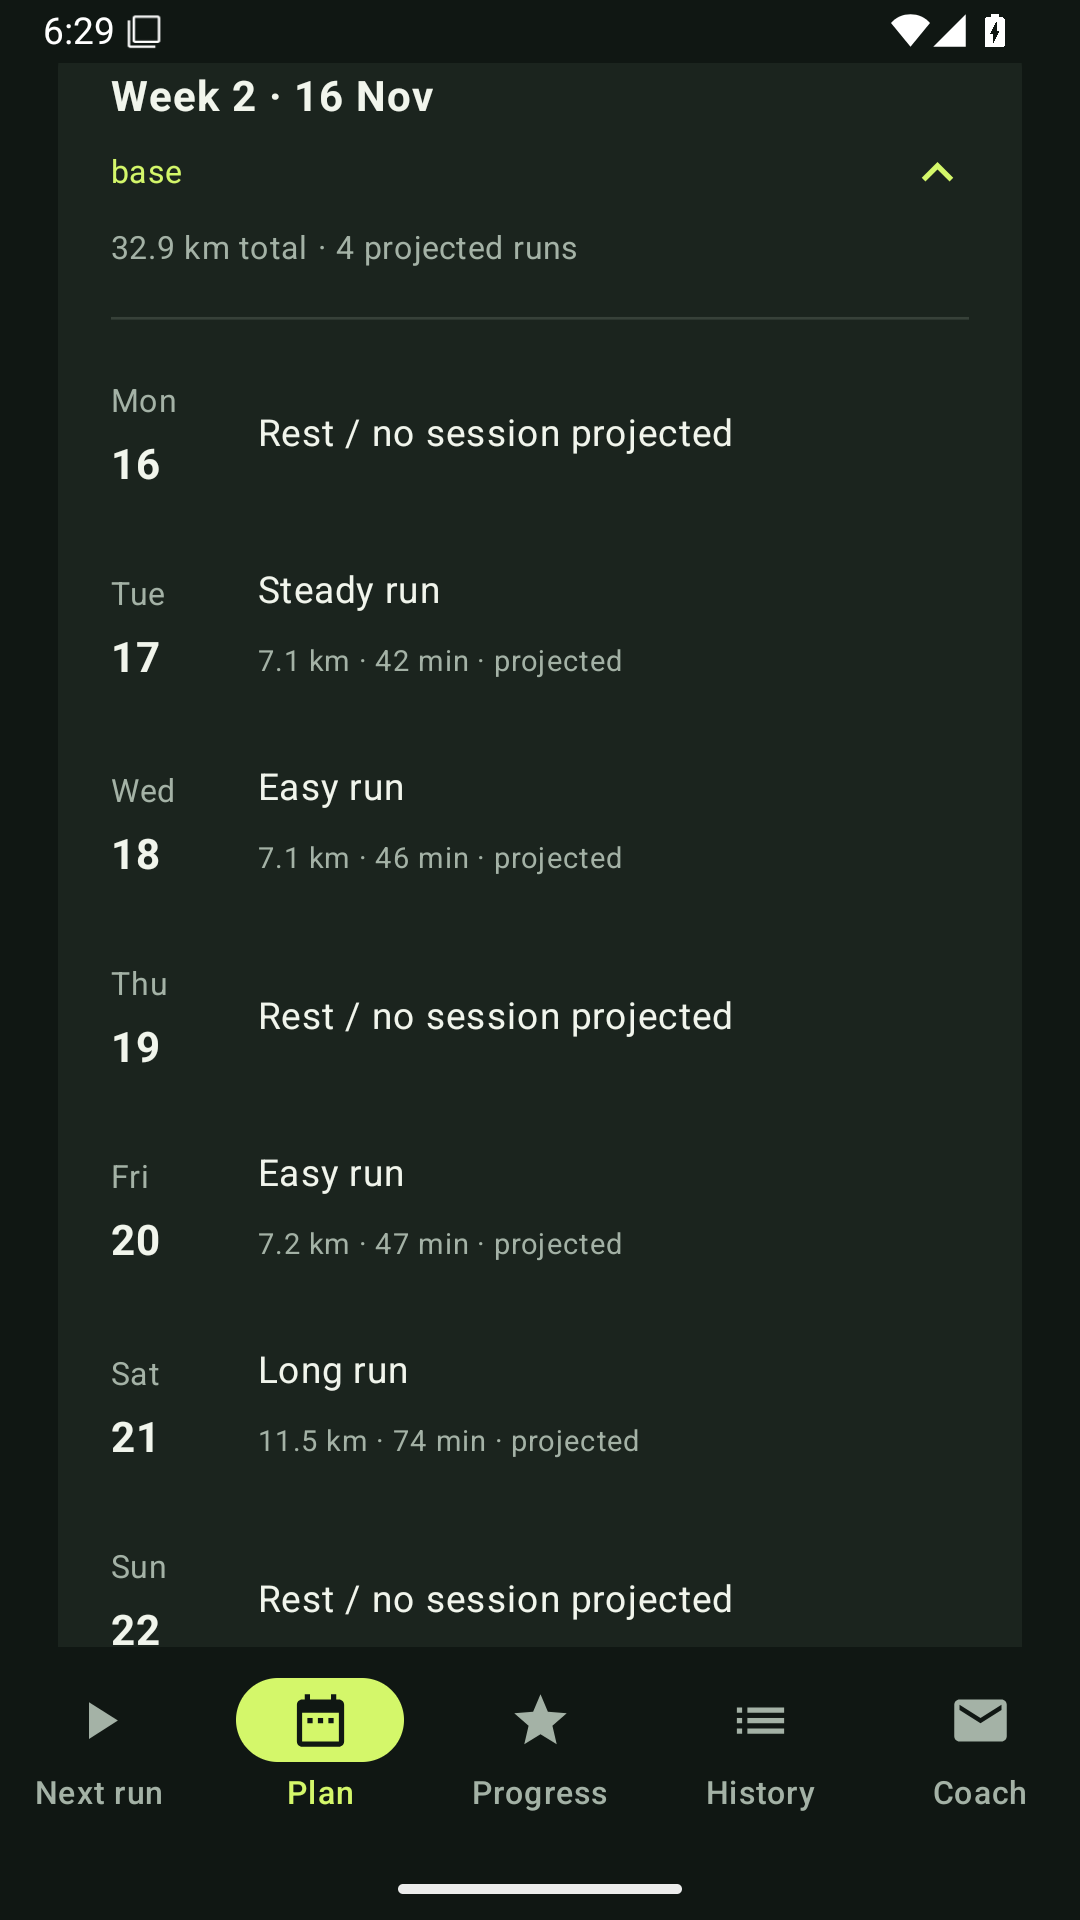 6:29
Week 2 · 16 Nov
base
32.9 km total · 4 projected runs
Mon
16
Rest / no session projected
Tue
17
Steady run
7.1 km · 42 min · projected
Wed
18
Easy run
7.1 km · 46 min · projected
Thu
19
Rest / no session projected
Fri
20
Easy run
7.2 km · 47 min · projected
Sat
21
Long run
11.5 km · 74 min · projected
Sun
22
Rest / no session projected
Next run
Plan
Progress
History
Coach